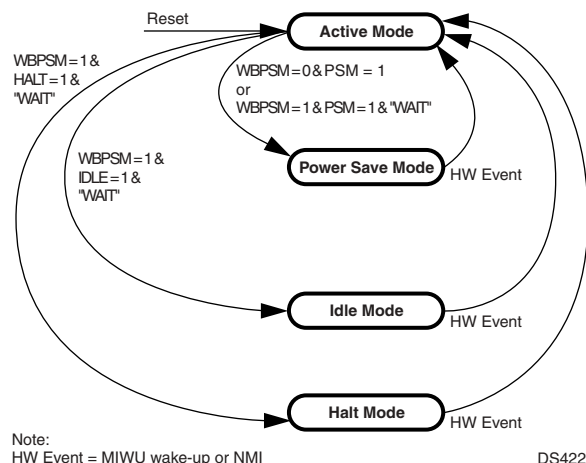 Reset
Active Mode
WBPSM=1 &
HALT=1 &
"WAIT"
WBPSM=0 & PSM = 1
or
WBPSM=1 & PSM=1 & "WAIT"
WBPSM=1 &
IDLE=1 &
"WAIT"
Power Save Mode
HW Event
Idle Mode
HW Event
Halt Mode
HW Event
Note:
HW Event = MIWU wake-up or NMI
DS422